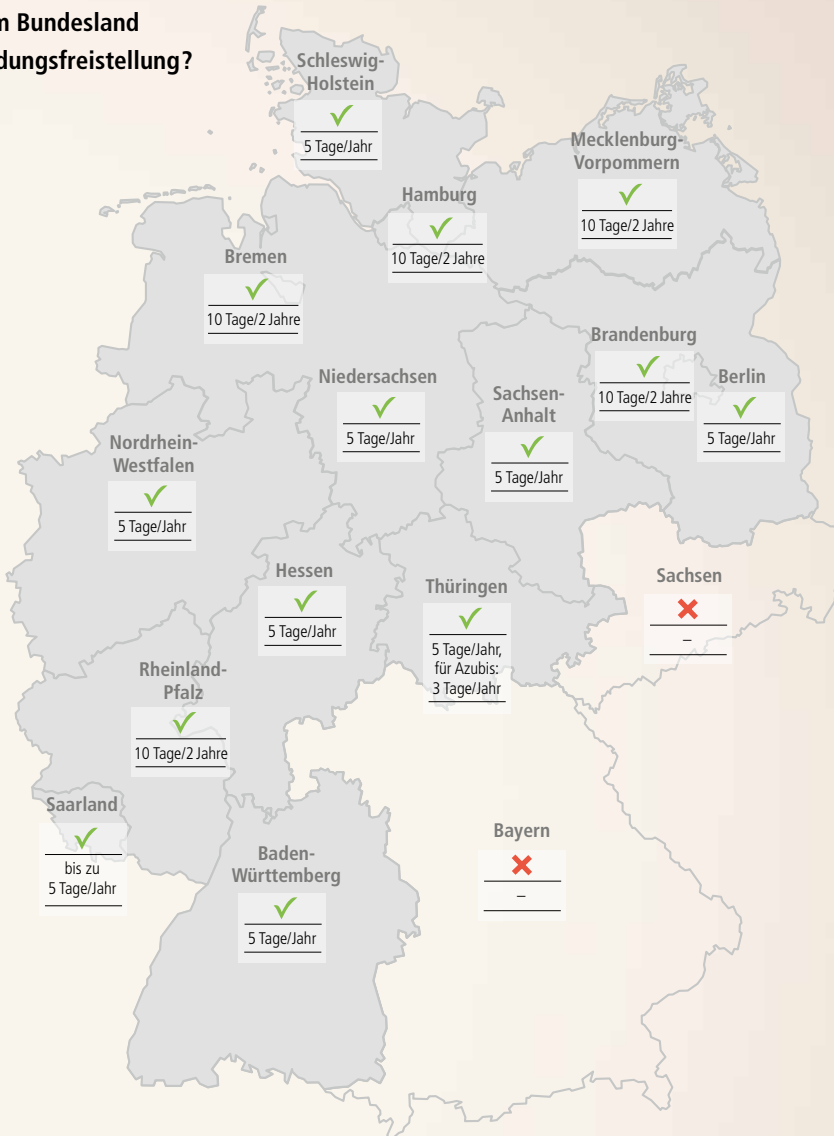 m Bundesland
dungsfreistellung?
Schleswig-
Holstein
5 Tage/Jahr
Mecklenburg-
Vorpommern
10 Tage/2 Jahre
Hamburg
10 Tage/2 Jahre
Bremen
10 Tage/2 Jahre
Brandenburg
10 Tage/2 Jahre
Berlin
5 Tage/Jahr
Niedersachsen
5 Tage/Jahr
Sachsen-
Anhalt
5 Tage/Jahr
Nordrhein-
Westfalen
5 Tage/Jahr
Hessen
5 Tage/Jahr
Thüringen
5 Tage/Jahr,
für Azubis:
3 Tage/Jahr
Sachsen
–
Rheinland-
Pfalz
10 Tage/2 Jahre
Saarland
bis zu
5 Tage/Jahr
Baden-
Württemberg
5 Tage/Jahr
Bayern
–